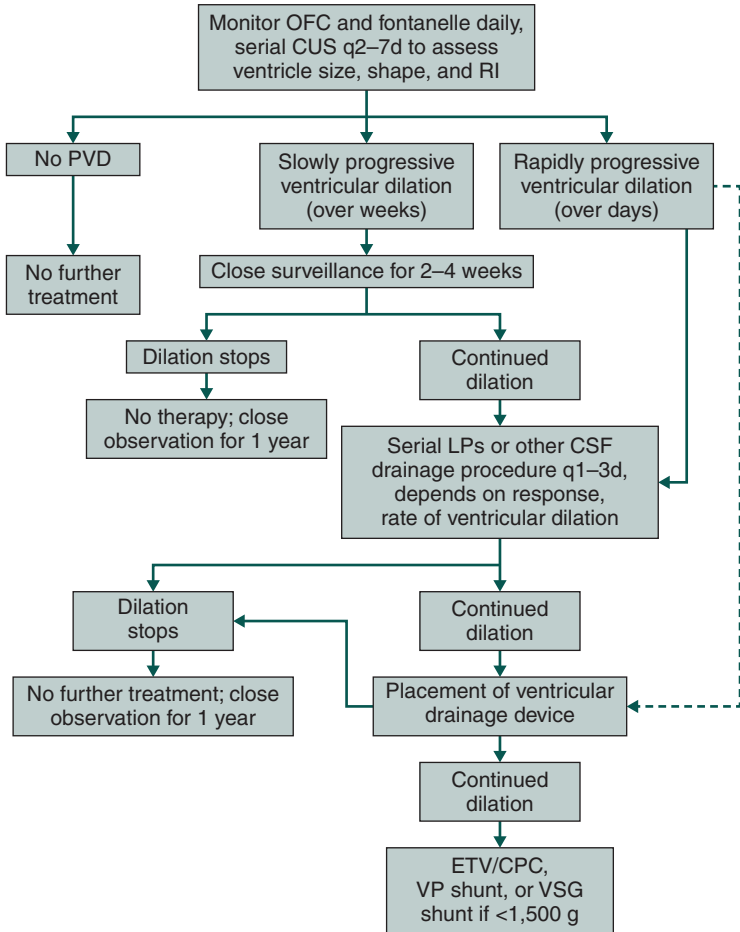 Monitor OFC and fontanelle daily,
serial CUS q2–7d to assess
ventricle size, shape, and RI
No PVD
Slowly progressive
ventricular dilation
(over weeks)
Rapidly progressive
ventricular dilation
(over days)
No further
treatment
Close surveillance for 2–4 weeks
Dilation stops
Continued
dilation
No therapy; close
observation for 1 year
Serial LPs or other CSF
drainage procedure q1–3d,
depends on response,
rate of ventricular dilation
Dilation
stops
Continued
dilation
No further treatment; close
observation for 1 year
Placement of ventricular
drainage device
Continued
dilation
ETV/CPC,
VP shunt, or VSG
shunt if <1,500 g